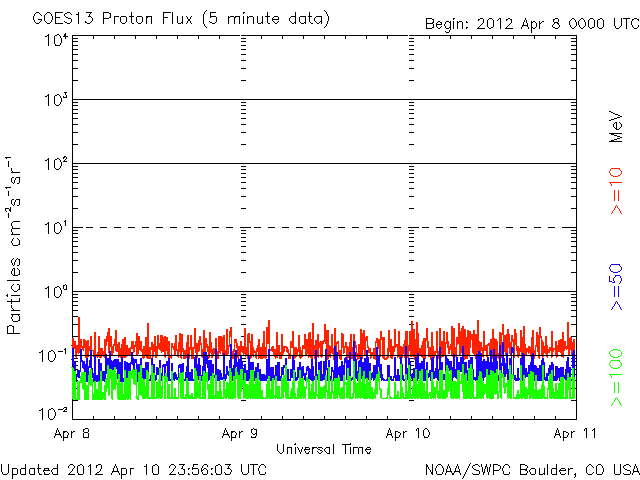 GOES13 Proton Flux (5 minute data)
Begin: 2012 Apr 8 0000 UTC
Particles cm⁻²s⁻¹sr⁻¹
10⁴
10³
10²
10¹
10⁰
10⁻¹
10⁻²
Apr 8
Apr 9
Apr 10
Apr 11
Universal Time
>=10
>=50
>=100
MeV
Updated 2012 Apr 10 23:56:03 UTC
NOAA/SWPC Boulder, CO USA